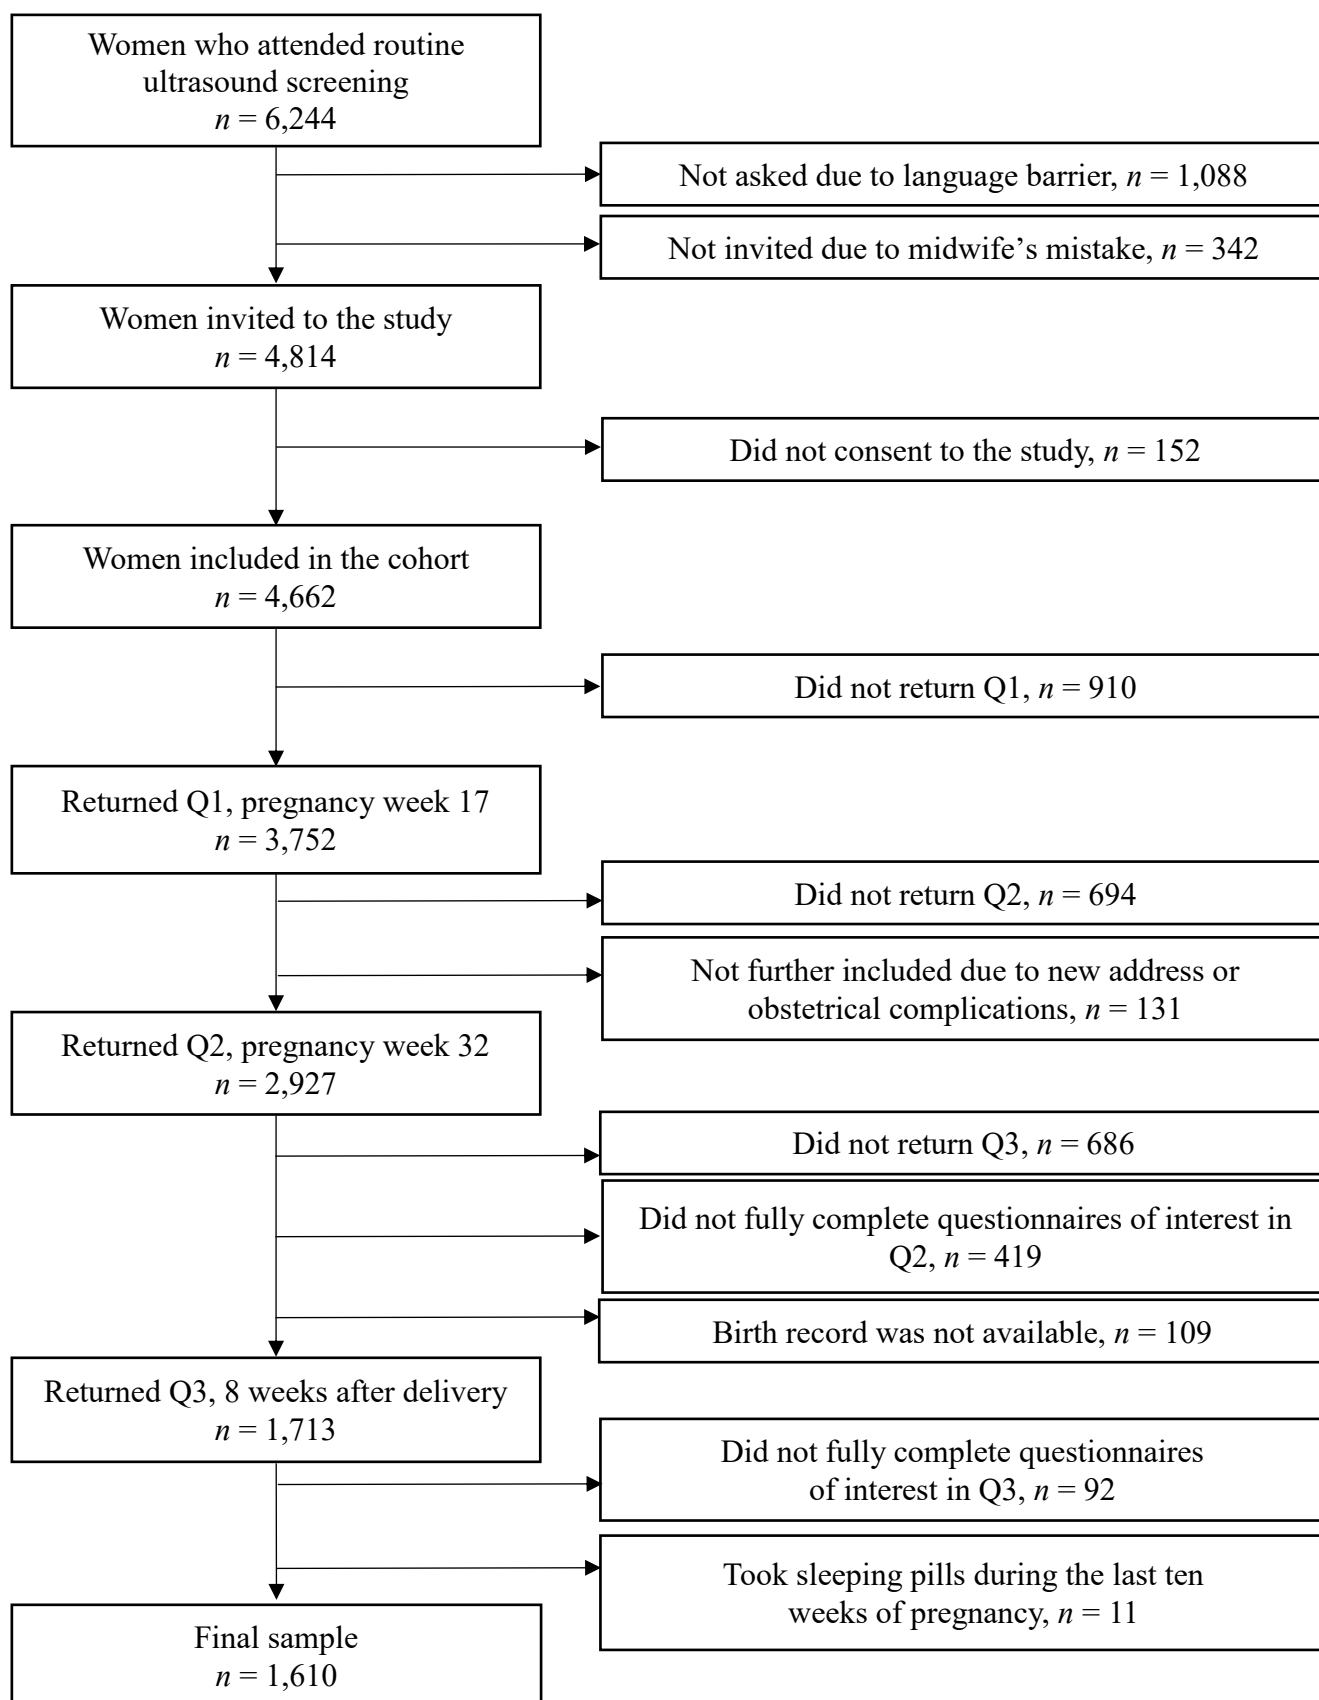 Women who attended routine
ultrasound screening
n = 6,244
Not asked due to language barrier, n = 1,088
Not invited due to midwife’s mistake, n = 342
Women invited to the study
n = 4,814
Did not consent to the study, n = 152
Women included in the cohort
n = 4,662
Did not return Q1, n = 910
Returned Q1, pregnancy week 17
n = 3,752
Did not return Q2, n = 694
Not further included due to new address or
obstetrical complications, n = 131
Returned Q2, pregnancy week 32
n = 2,927
Did not return Q3, n = 686
Did not fully complete questionnaires of interest in
Q2, n = 419
Birth record was not available, n = 109
Returned Q3, 8 weeks after delivery
n = 1,713
Did not fully complete questionnaires
of interest in Q3, n = 92
Took sleeping pills during the last ten
weeks of pregnancy, n = 11
Final sample
n = 1,610